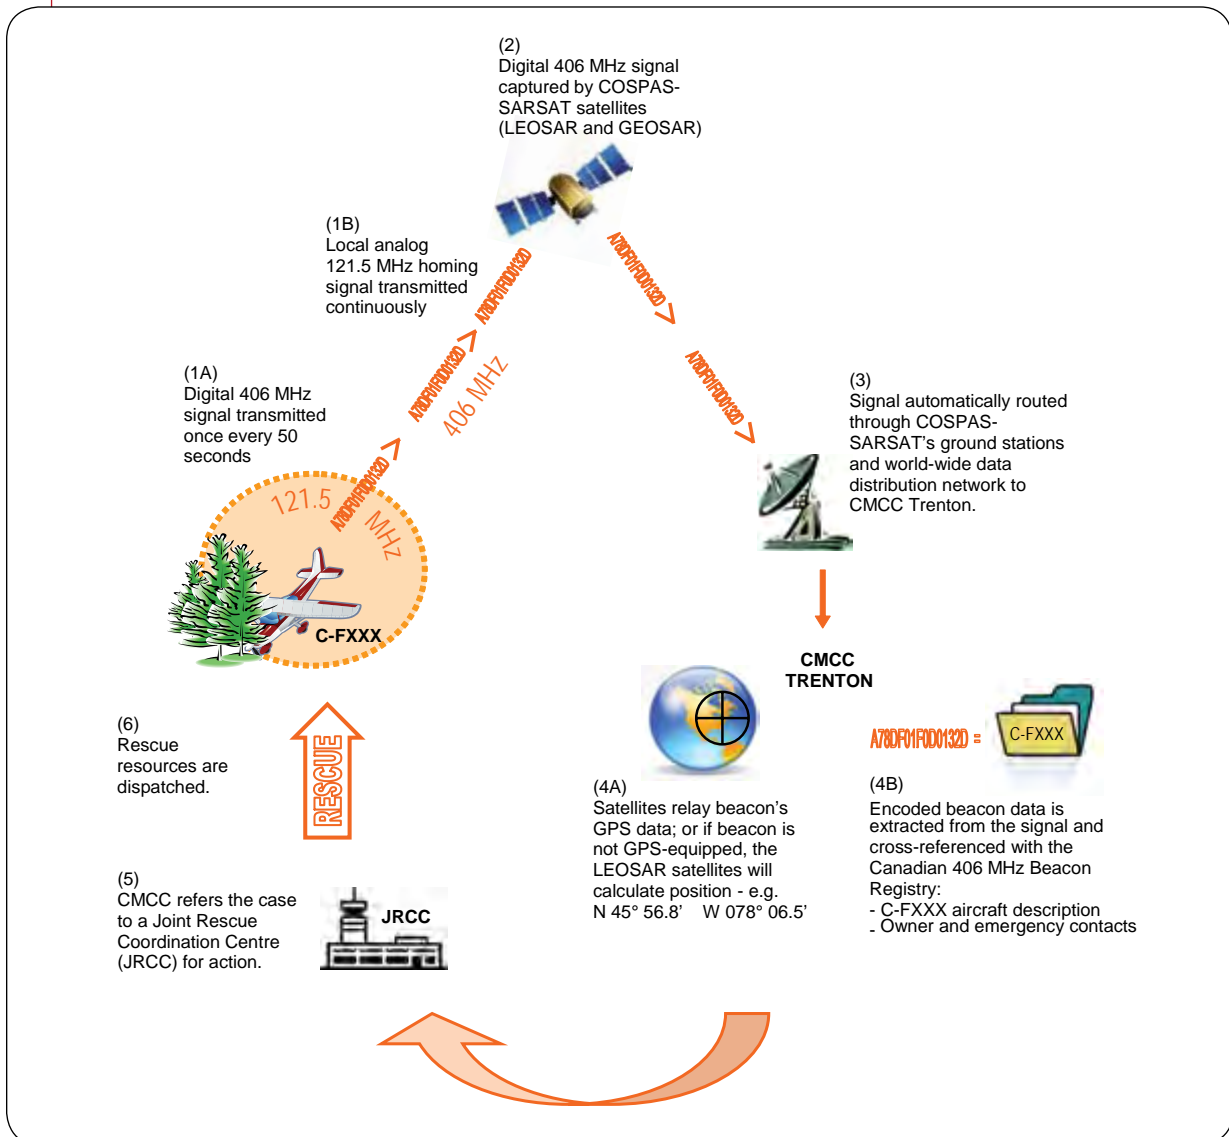 (2)
Digital 406 MHz signal
captured by COSPAS-
SARSAT satellites
(LEOSAR and GEOSAR)
(1B)
Local analog
121.5 MHz homing
signal transmitted
continuously
A78DF01F0D0132D
A78DF01F0D0132D
A78DF01F0D0132D >
A78DF01F0D0132D >
406 MHz
(1A)
Digital 406 MHz
signal transmitted
once every 50
seconds
A78DF01F0D0132D >
121.5 MHz
C-FXXX
(3)
Signal automatically routed
through COSPAS-
SARSAT’s ground stations
and world-wide data
distribution network to
CMCC Trenton.
CMCC
TRENTON
A78DF01F0D0132D =
C-FXXX
(4A)
Satellites relay beacon’s
GPS data; or if beacon is
not GPS-equipped, the
LEOSAR satellites will
calculate position - e.g.
N 45° 56.8’ W 078° 06.5’
(4B)
Encoded beacon data is
extracted from the signal and
cross-referenced with the
Canadian 406 MHz Beacon
Registry:
- C-FXXX aircraft description
- Owner and emergency contacts
(5)
CMCC refers the case
to a Joint Rescue
Coordination Centre
(JRCC) for action.
JRCC
(6)
Rescue
resources are
dispatched.
RESCUE